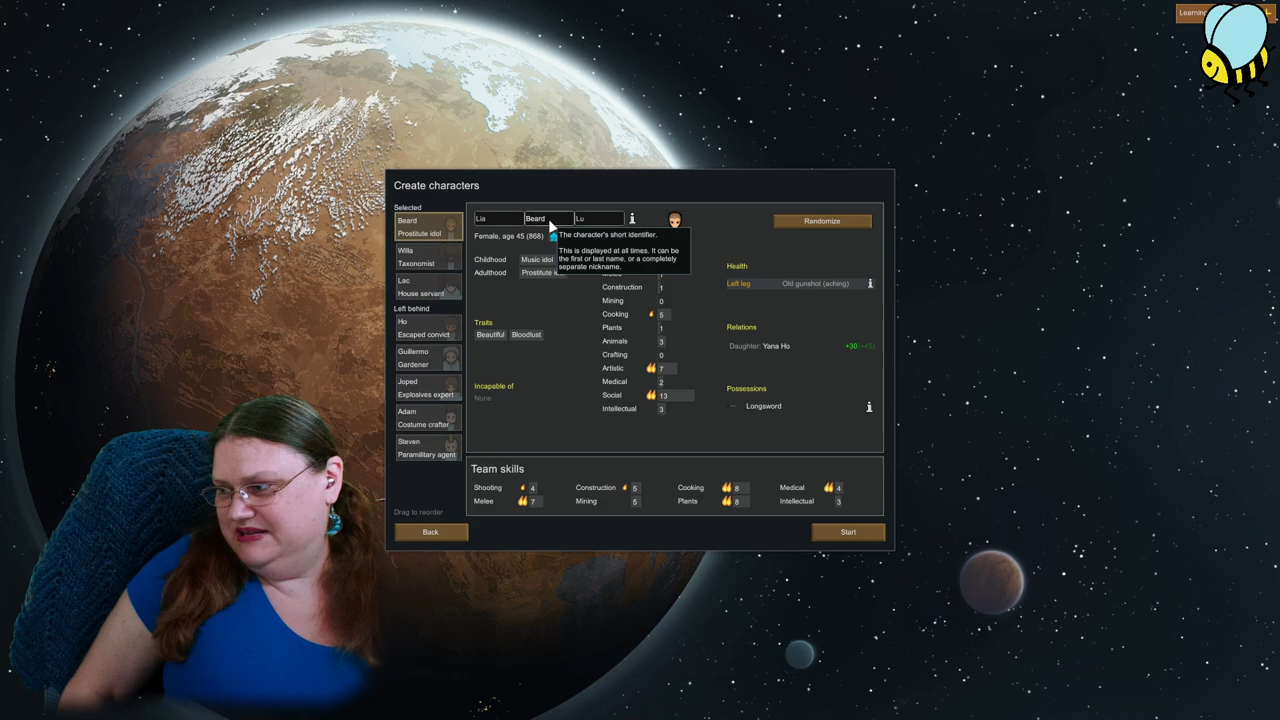 Learning
Create characters
Selected
Beard
Prostitute idol
Willa
Taxonomist
Lac
House servant
Left behind
Ho
Escaped convict
Guillermo
Gardener
Joped
Explosives expert
Adam
Costume crafter
Steven
Paramilitary agent
Drag to reorder
Lia Beard Lu
Randomize
Female, age 45 (868)
The character's short identifier.
This is displayed at all times. It can be
the first or last name, or a completely
separate nickname.
Childhood Music idol
Adulthood Prostitute
Traits
Beautiful Bloodlust
Incapable of
None
Construction 1
Mining 0
Cooking 5
Plants 1
Animals 3
Crafting 0
Artistic 7
Medical 2
Social 13
Intellectual 3
Health
Left leg Old gunshot (aching)
Relations
Daughter: Yana Ho +30 (+45)
Possessions
Longsword
Team skills
Shooting 4 Construction 5 Cooking 8 Medical 4
Melee 7 Mining 5 Plants 8 Intellectual 3
Back
Start